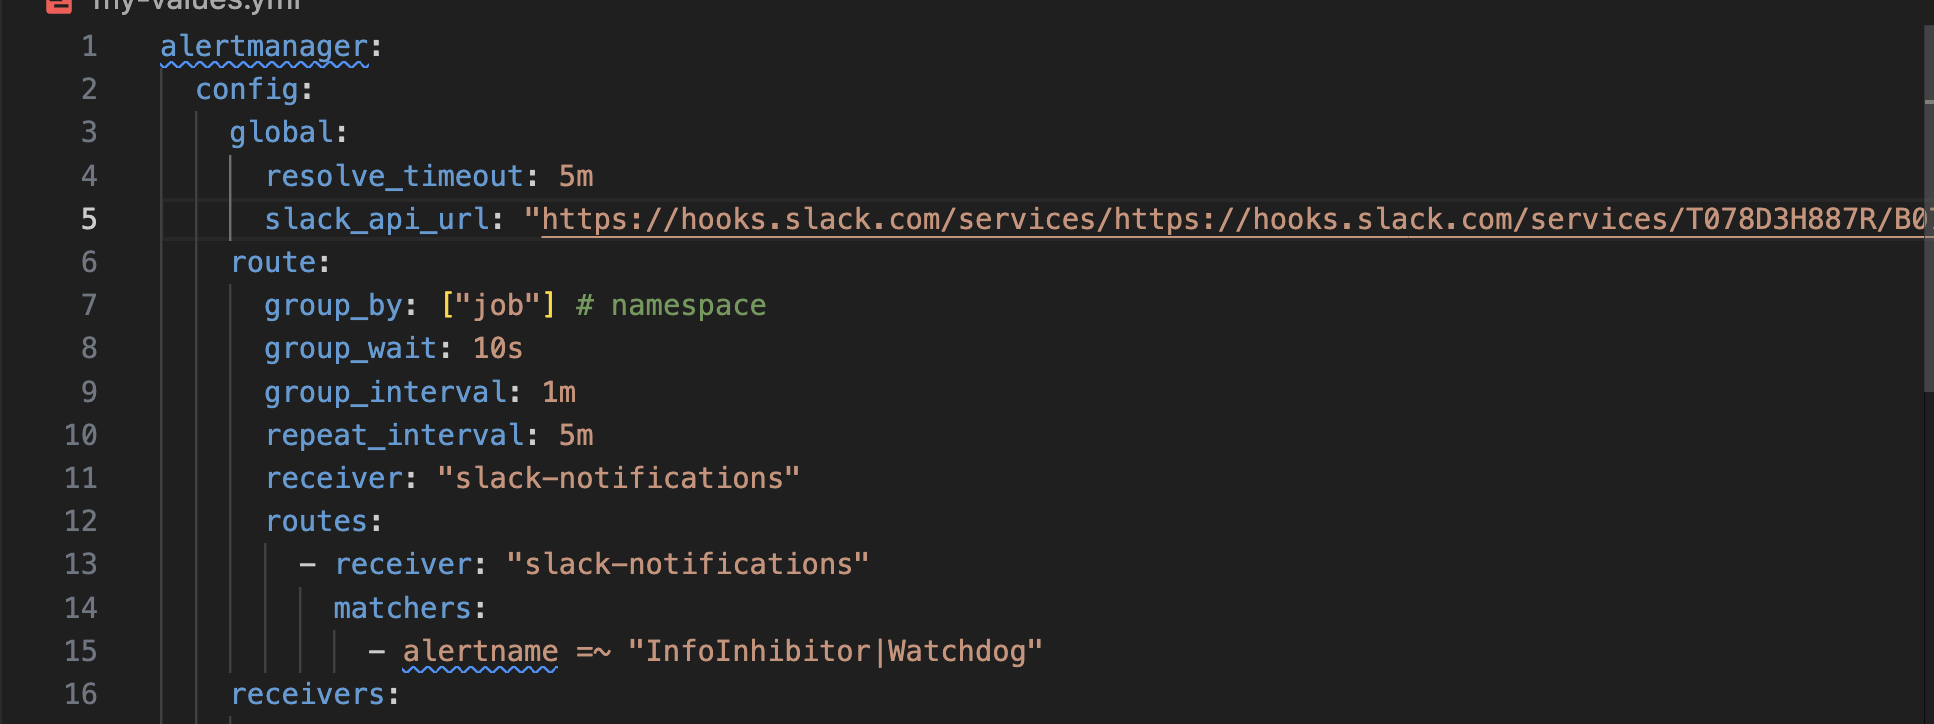 my-values.yml
1 alertmanager:
2 config:
3 global:
4 resolve_timeout: 5m
5 slack_api_url: "https://hooks.slack.com/services/https://hooks.slack.com/services/T078D3H887R/B07
6 route:
7 group_by: ["job"] # namespace
8 group_wait: 10s
9 group_interval: 1m
10 repeat_interval: 5m
11 receiver: "slack-notifications"
12 routes:
13 - receiver: "slack-notifications"
14 matchers:
15 - alertname =~ "InfoInhibitor|Watchdog"
16 receivers: